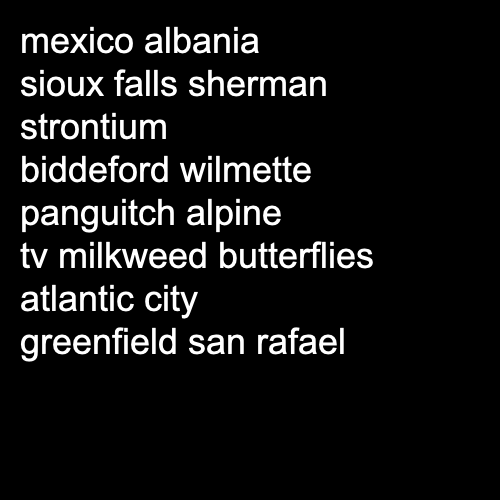 mexico albania
sioux falls sherman
strontium
biddeford wilmette
panguitch alpine
tv milkweed butterflies
atlantic city
greenfield san rafael